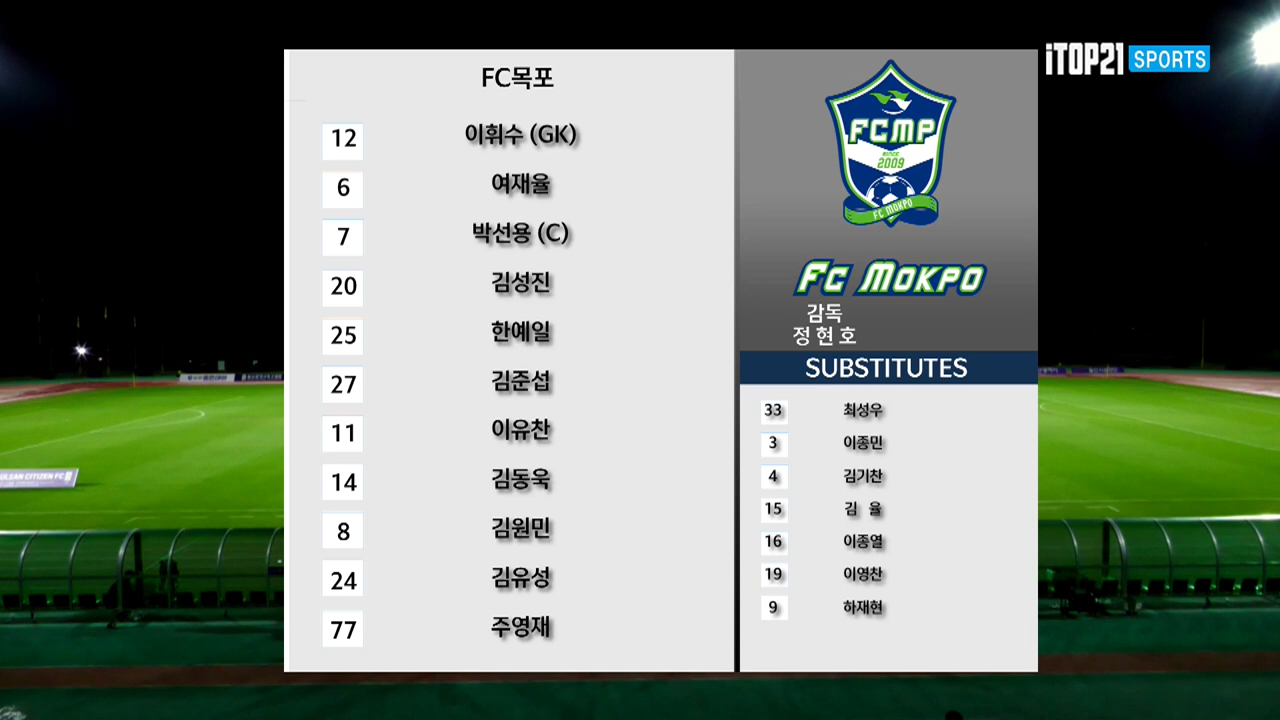 iTOP21 SPORTS
FC목포
12 이휘수 (GK)
6 여재율
7 박선용 (C)
20 김성진
25 한예일
27 김준섭
11 이유찬
14 김동욱
8 김원민
24 김유성
77 주영재
FCMP
SINCE
2009
FC MOKPO
FC MOKPO
감독
정현호
SUBSTITUTES
33 최성우
3 이종민
4 김기찬
15 김 율
16 이종열
19 이영찬
9 하재현
ULSAN CITIZEN FC